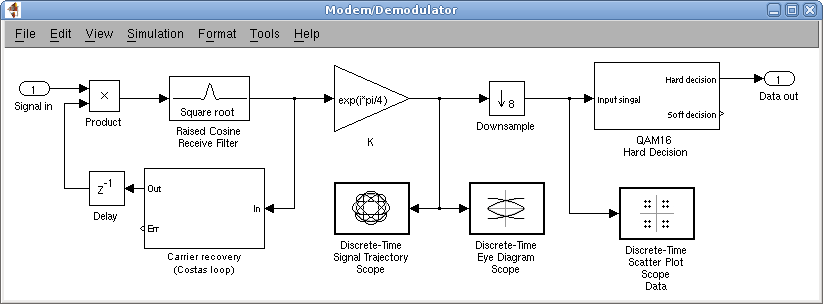 Modem/Demodulator
File Edit View Simulation Format Tools Help
1
Signal in
×
Product
Square root
Raised Cosine
Receive Filter
exp(j*pi/4)
K
8
Downsample
Input singal
Hard decision
Soft decision
QAM16
Hard Decision
1
Data out
Z-1
Delay
Out
Err
In
Carrier recovery
(Costas loop)
Discrete-Time
Signal Trajectory
Scope
Discrete-Time
Eye Diagram
Scope
Discrete-Time
Scatter Plot
Scope
Data